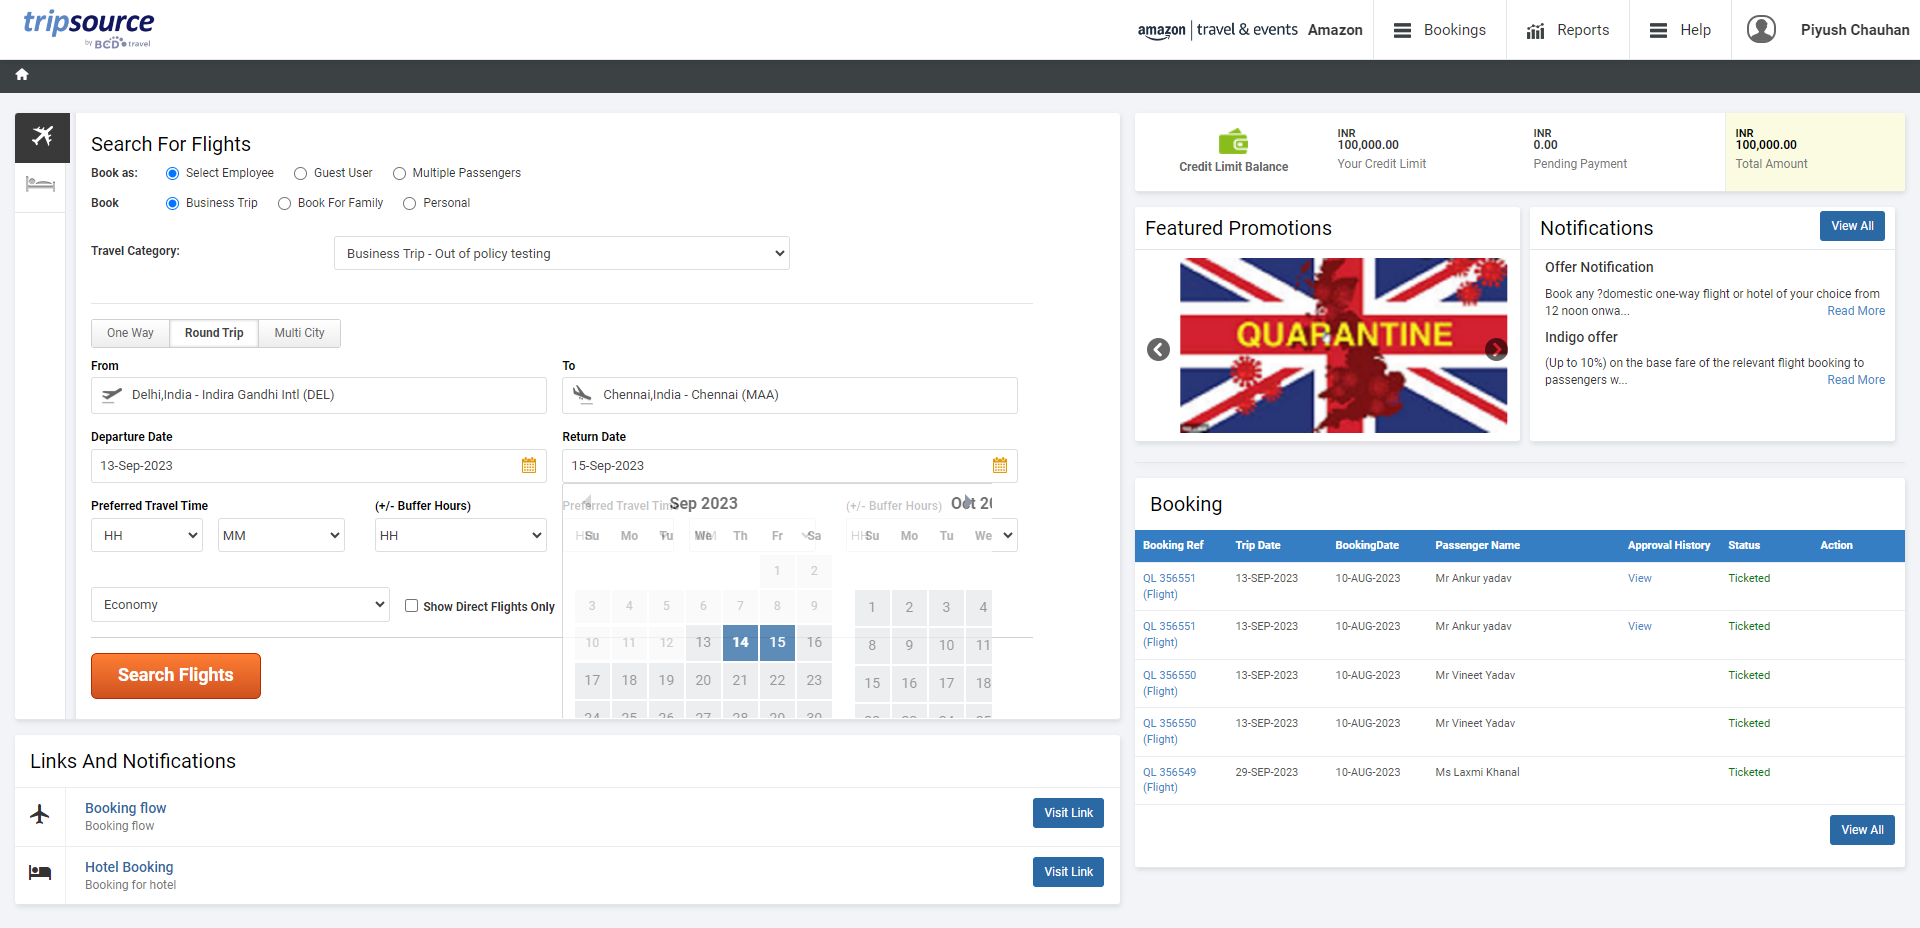 tripsource
by BCD travel
amazon | travel & events Amazon
Bookings
Reports
Help
Piyush Chauhan
Search For Flights
Book as: Select Employee Guest User Multiple Passengers
Book Business Trip Book For Family Personal
Travel Category: Business Trip - Out of policy testing
One Way Round Trip Multi City
From To
Delhi,India - Indira Gandhi Intl (DEL) Chennai,India - Chennai (MAA)
Departure Date Return Date
13-Sep-2023 15-Sep-2023
Preferred Travel Time (+/- Buffer Hours) Preferred Travel Time (+/- Buffer Hours)
HH MM HH
Sep 2023
Su Mo Tu We Th Fr Sa
1 2
3 4 5 6 7 8 9
10 11 12 13 14 15 16
17 18 19 20 21 22 23
24 25 26 27 28 29 30
Oct 20
Su Mo Tu We
1 2 3 4
8 9 10 11
15 16 17 18
Economy Show Direct Flights Only
Search Flights
Links And Notifications
Booking flow
Booking flow
Visit Link
Hotel Booking
Booking for hotel
Visit Link
Credit Limit Balance
INR
100,000.00
Your Credit Limit
INR
0.00
Pending Payment
INR
100,000.00
Total Amount
Featured Promotions
QUARANTINE
Notifications View All
Offer Notification
Book any ?domestic one-way flight or hotel of your choice from
12 noon onwa... Read More
Indigo offer
(Up to 10%) on the base fare of the relevant flight booking to
passengers w... Read More
Booking
Booking Ref Trip Date BookingDate Passenger Name Approval History Status Action
QL 356551 13-SEP-2023 10-AUG-2023 Mr Ankur yadav View Ticketed
(Flight)
QL 356551 13-SEP-2023 10-AUG-2023 Mr Ankur yadav View Ticketed
(Flight)
QL 356550 13-SEP-2023 10-AUG-2023 Mr Vineet Yadav Ticketed
(Flight)
QL 356550 13-SEP-2023 10-AUG-2023 Mr Vineet Yadav Ticketed
(Flight)
QL 356549 29-SEP-2023 10-AUG-2023 Ms Laxmi Khanal Ticketed
(Flight)
View All